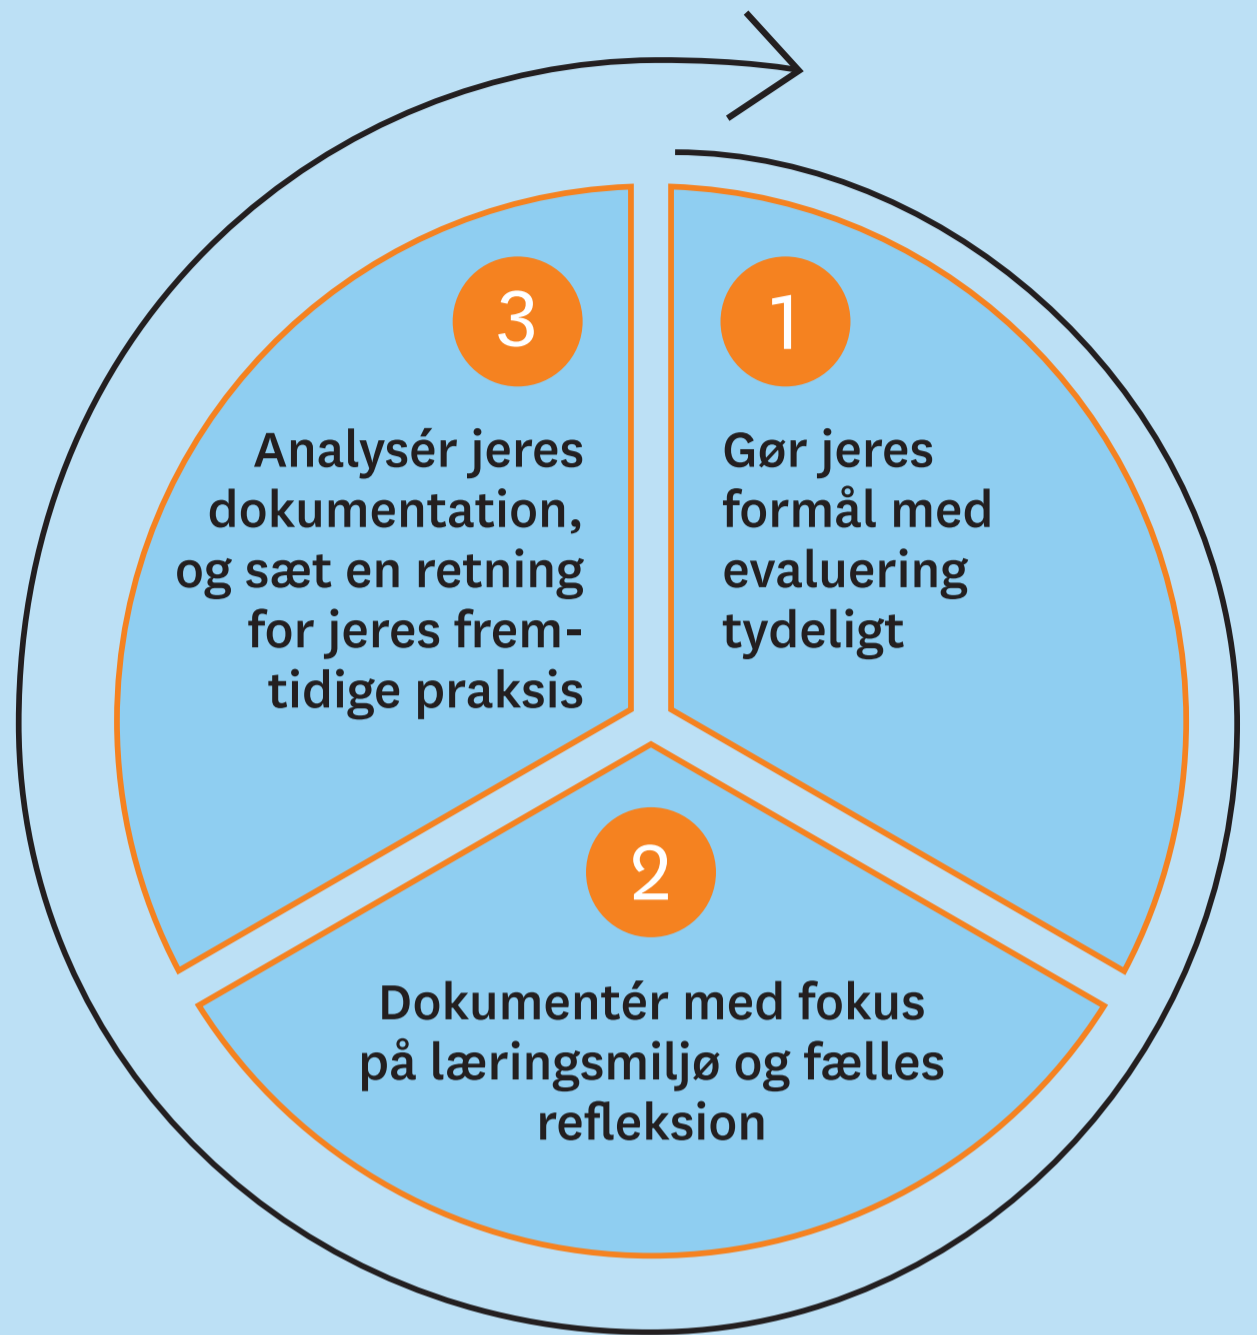 1
Gør jeres
formål med
evaluering
tydeligt
2
Dokumentér med fokus
på læringsmiljø og fælles
refleksion
3
Analysér jeres
dokumentation,
og sæt en retning
for jeres frem-
tidige praksis